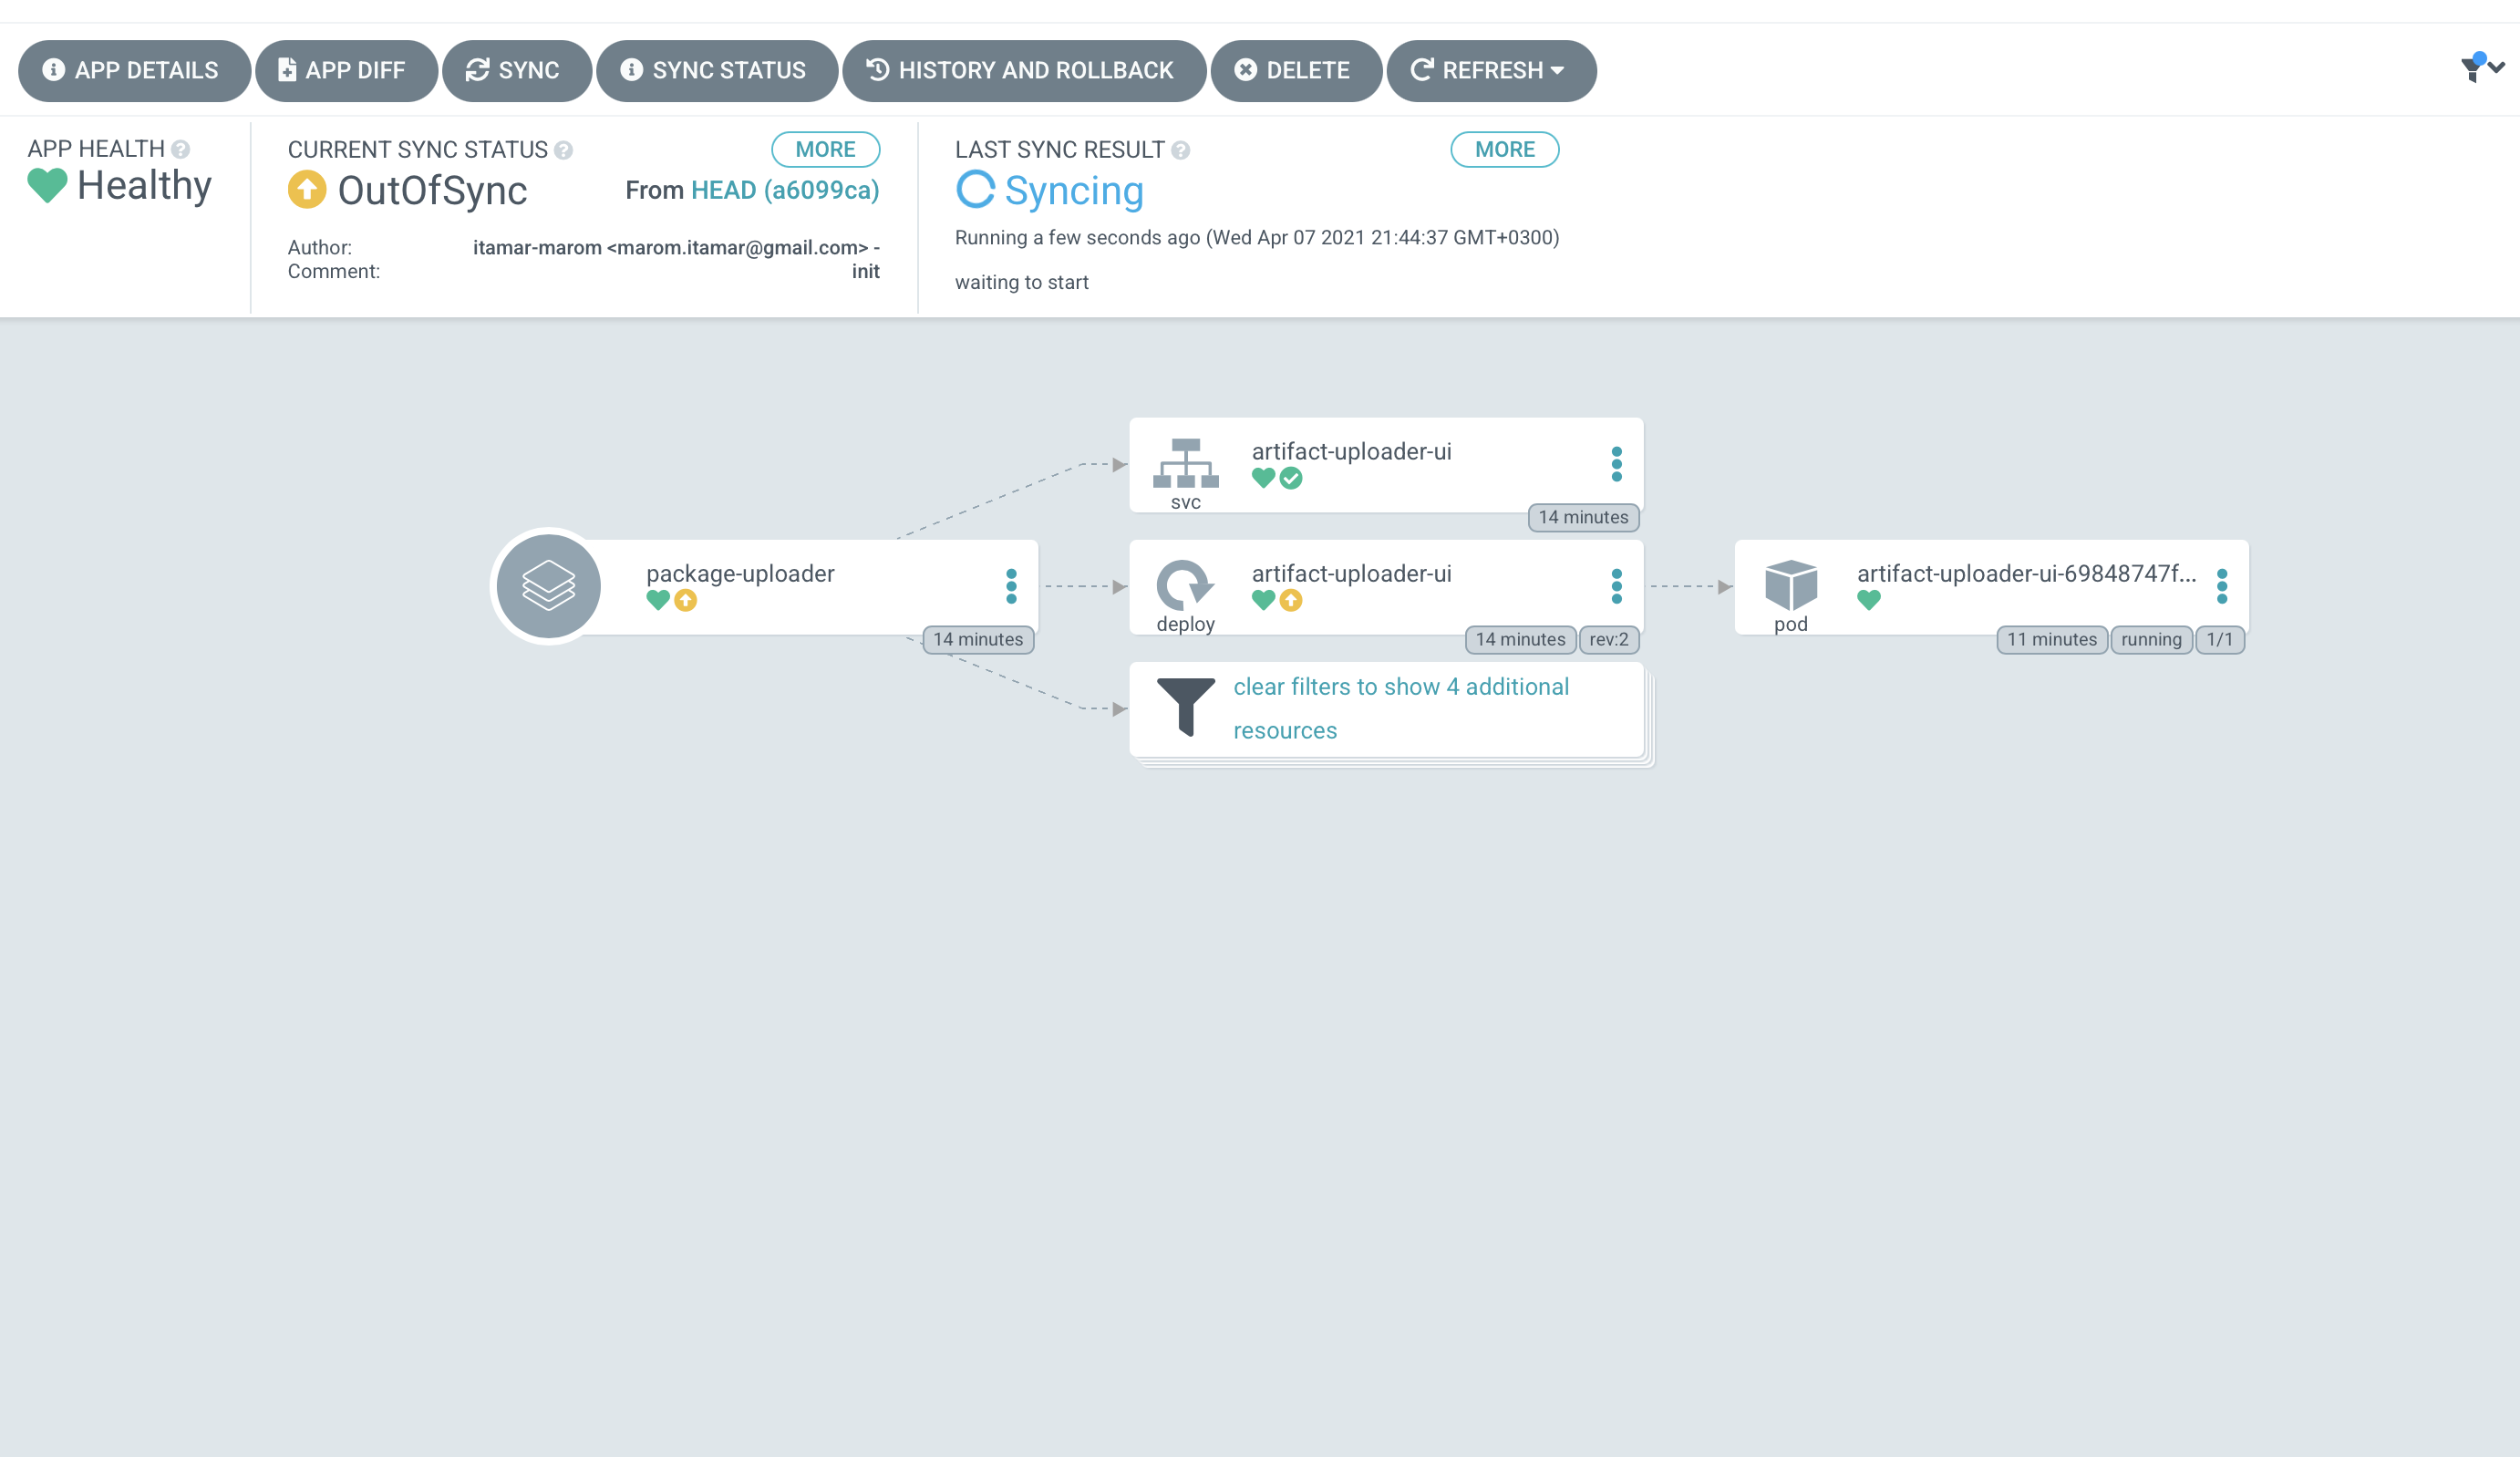 APP DETAILS
APP DIFF
SYNC
SYNC STATUS
HISTORY AND ROLLBACK
DELETE
REFRESH
APP HEALTH
Healthy
CURRENT SYNC STATUS
MORE
OutOfSync
From HEAD (a6099ca)
Author: itamar-marom <marom.itamar@gmail.com> -
Comment: init
LAST SYNC RESULT
MORE
Syncing
Running a few seconds ago (Wed Apr 07 2021 21:44:37 GMT+0300)
waiting to start
artifact-uploader-ui
svc
14 minutes
package-uploader
14 minutes
artifact-uploader-ui
deploy
14 minutes
rev:2
artifact-uploader-ui-69848747f...
pod
11 minutes
running
1/1
clear filters to show 4 additional
resources